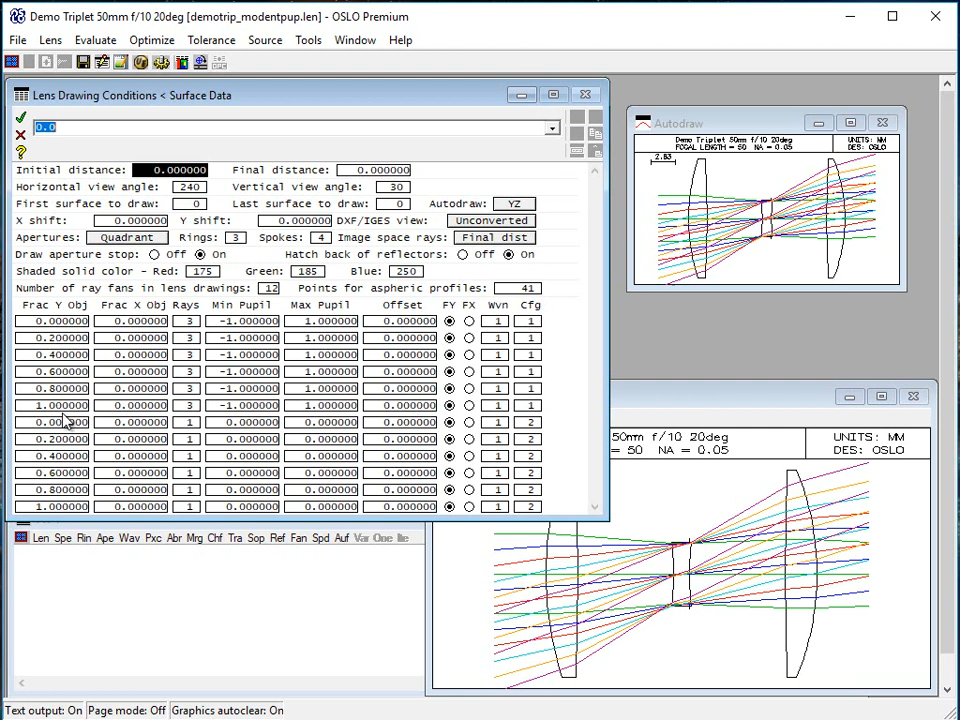 Demo Triplet 50mm f/10 20deg [demotrip_modentpup.len] - OSLO Premium
File Lens Evaluate Optimize Tolerance Source Tools Window Help
Lens Drawing Conditions < Surface Data
0.0
Initial distance: 0.000000 Final distance: 0.000000
Horizontal view angle: 240 Vertical view angle: 30
First surface to draw: 0 Last surface to draw: 0 Autodraw: YZ
X shift: 0.000000 Y shift: 0.000000 DXF/IGES view: Unconverted
Apertures: Quadrant Rings: 3 Spokes: 4 Image space rays: Final dist
Draw aperture stop: Off On Hatch back of reflectors: Off On
Shaded solid color - Red: 175 Green: 185 Blue: 250
Number of ray fans in lens drawings: 12 Points for aspheric profiles: 41
Frac Y Obj Frac X Obj Rays Min Pupil Max Pupil Offset FY FX Wvn Cfg
0.000000 0.000000 3 -1.000000 1.000000 0.000000 1 1
0.200000 0.000000 3 -1.000000 1.000000 0.000000 1 1
0.400000 0.000000 3 -1.000000 1.000000 0.000000 1 1
0.600000 0.000000 3 -1.000000 1.000000 0.000000 1 1
0.800000 0.000000 3 -1.000000 1.000000 0.000000 1 1
1.000000 0.000000 3 -1.000000 1.000000 0.000000 1 1
0.000000 1 0.000000 0.000000 0.000000 1 2
0.200000 0.000000 1 0.000000 0.000000 0.000000 1 2
0.400000 0.000000 1 0.000000 0.000000 0.000000 1 2
0.600000 0.000000 1 0.000000 0.000000 0.000000 1 2
0.800000 0.000000 1 0.000000 0.000000 0.000000 1 2
1.000000 0.000000 1 0.000000 0.000000 0.000000 1 2
Autodraw
Demo Triplet 50mm f/10 20deg
FOCAL LENGTH = 50 NA = 0.05
UNITS: MM
DES: OSLO
2.83
50mm f/10 20deg
= 50 NA = 0.05
UNITS: MM
DES: OSLO
Len Spe Rin Ape Wav Pxc Abr Mrg Chf Tra Sop Ref Fan Spd Auf Var Ope Ite
Text output: On Page mode: Off Graphics autoclear: On